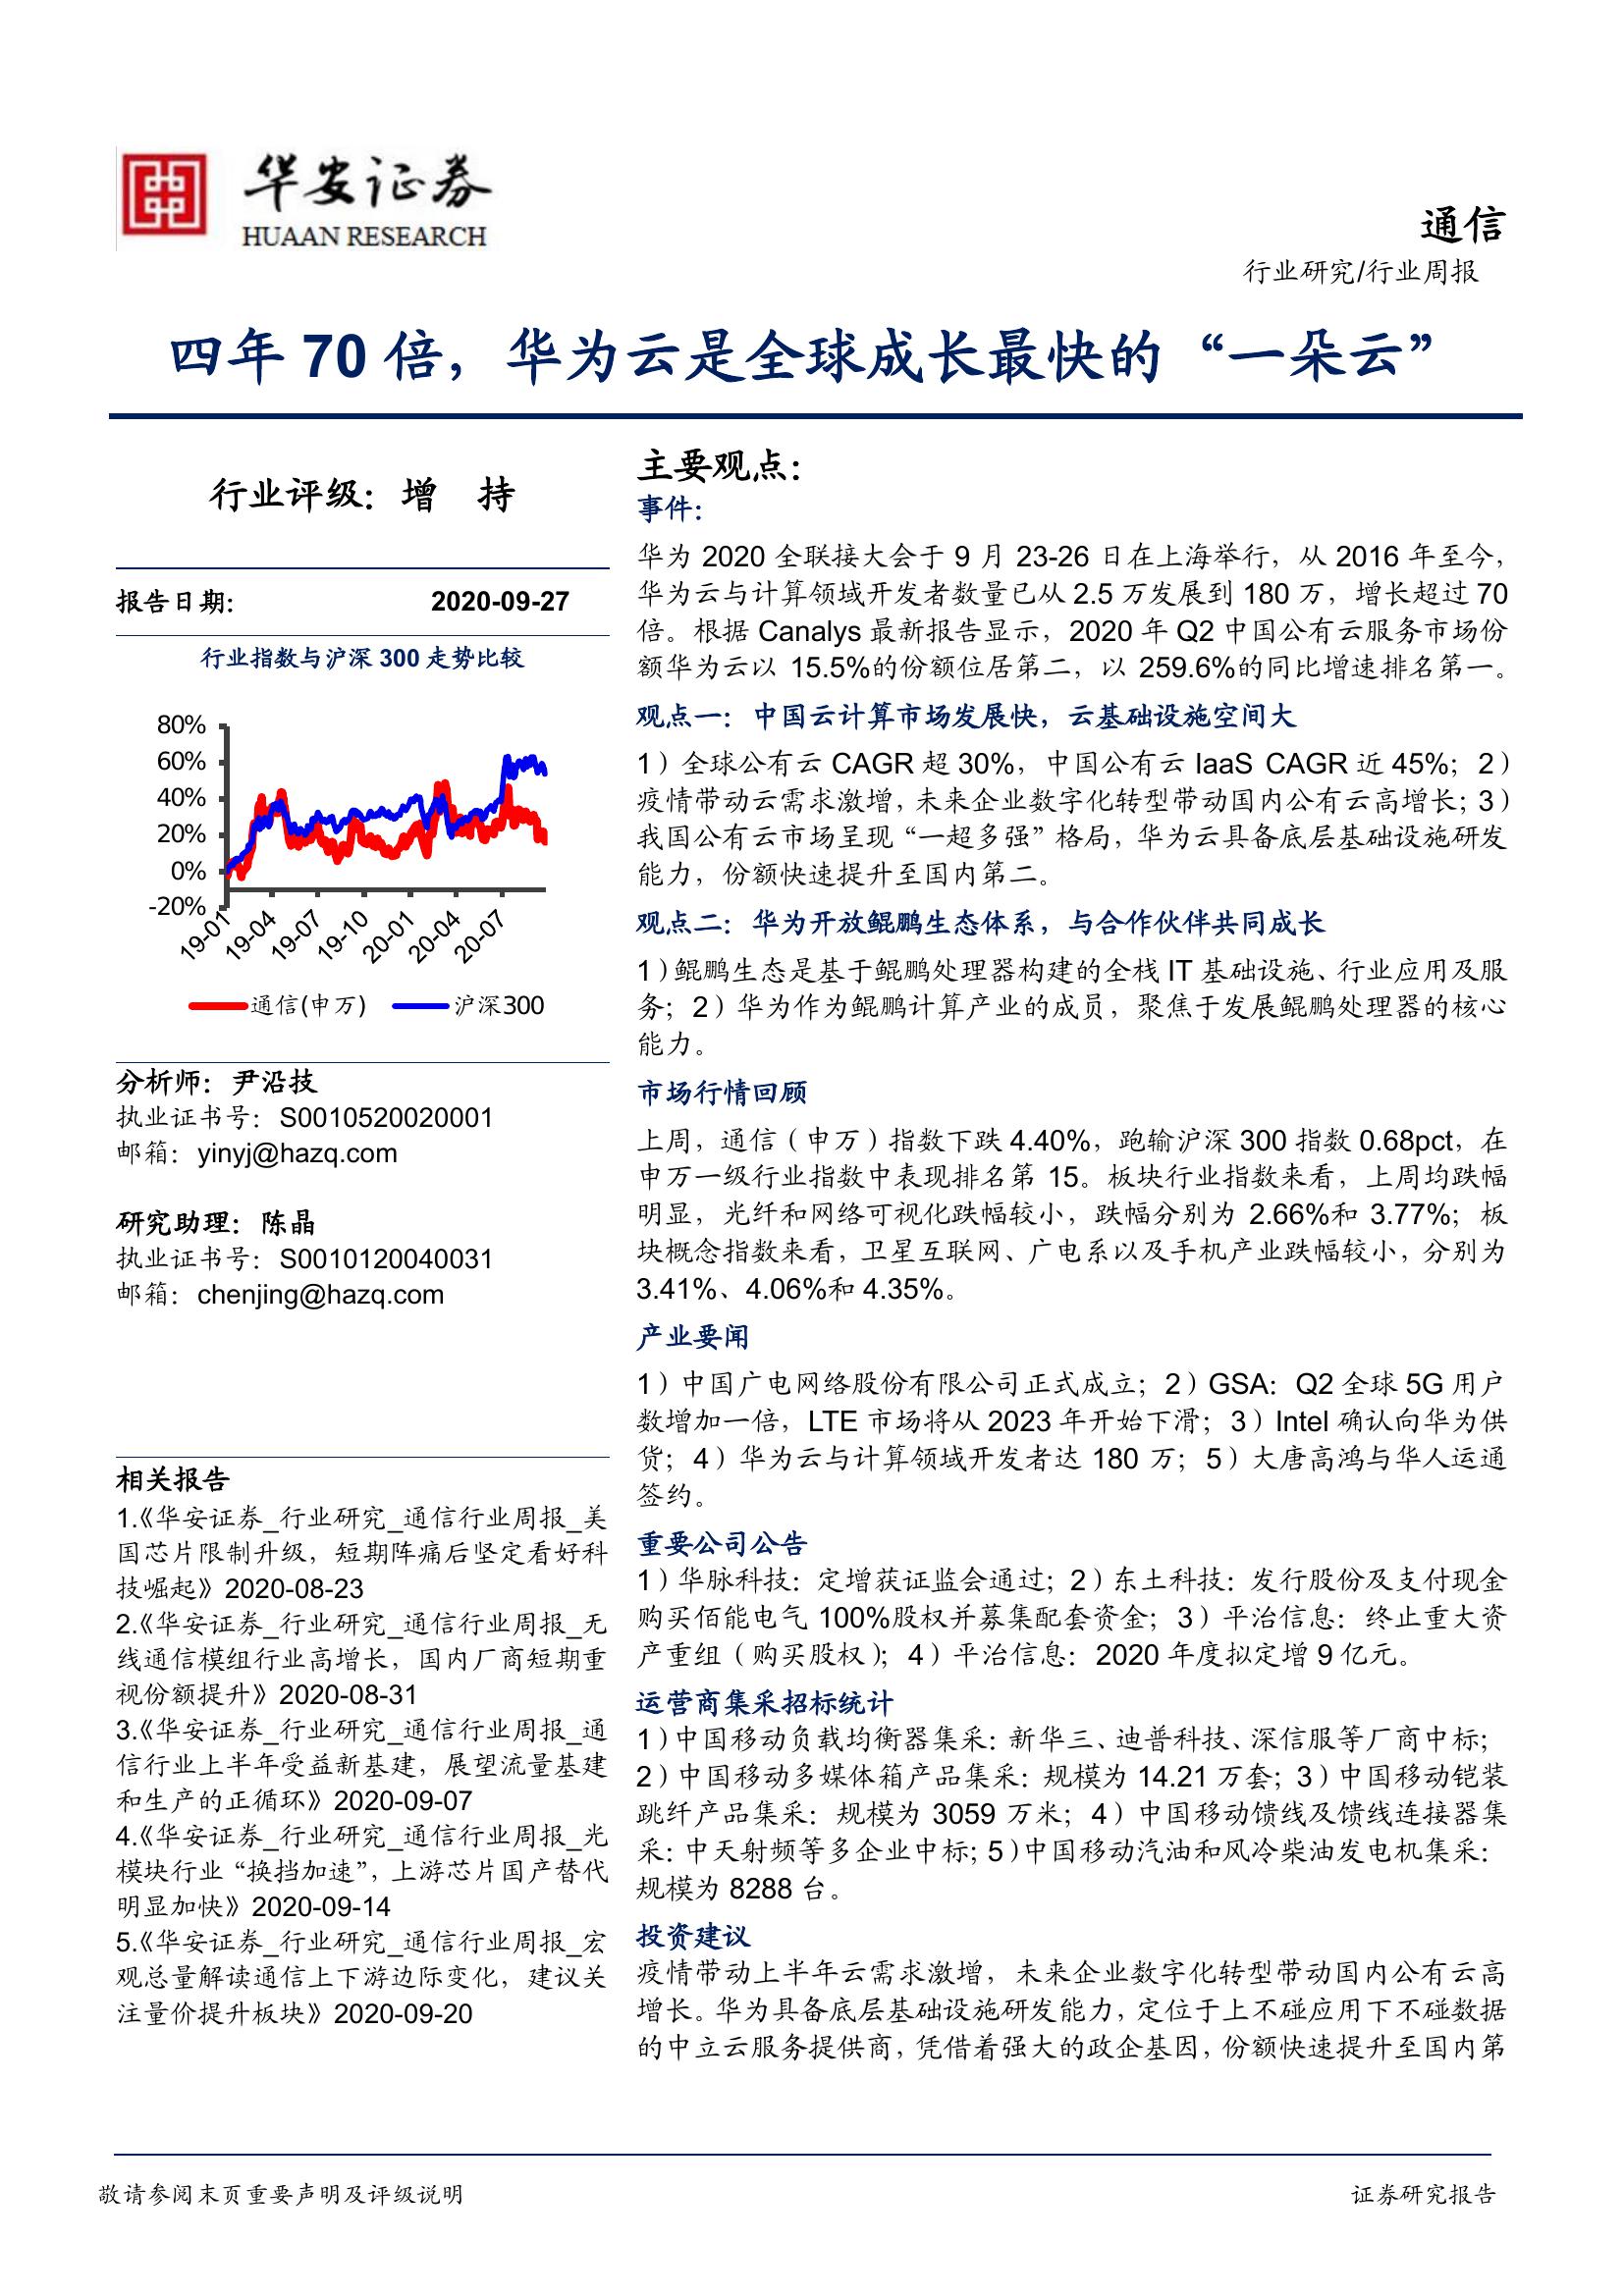 华安证券
HUAAN RESEARCH
通信
行业研究/行业周报
四年 70 倍，华为云是全球成长最快的“一朵云”
行业评级：增 持
报告日期： 2020-09-27
行业指数与沪深 300 走势比较
80%
60%
40%
20%
0%
-20%
19-01
19-04
19-07
19-10
20-01
20-04
20-07
通信(申万) 沪深300
分析师：尹沿技
执业证书号：S0010520020001
邮箱：yinyj@hazq.com
研究助理：陈晶
执业证书号：S0010120040031
邮箱：chenjing@hazq.com
相关报告
1.《华安证券_行业研究_通信行业周报_美
国芯片限制升级，短期阵痛后坚定看好科
技崛起》2020-08-23
2.《华安证券_行业研究_通信行业周报_无
线通信模组行业高增长，国内厂商短期重
视份额提升》2020-08-31
3.《华安证券_行业研究_通信行业周报_通
信行业上半年受益新基建，展望流量基建
和生产的正循环》2020-09-07
4.《华安证券_行业研究_通信行业周报_光
模块行业“换挡加速”，上游芯片国产替代
明显加快》2020-09-14
5.《华安证券_行业研究_通信行业周报_宏
观总量解读通信上下游边际变化，建议关
注量价提升板块》2020-09-20
主要观点：
事件：
华为 2020 全联接大会于 9 月 23-26 日在上海举行，从 2016 年至今，
华为云与计算领域开发者数量已从 2.5 万发展到 180 万，增长超过 70
倍。根据 Canalys 最新报告显示，2020 年 Q2 中国公有云服务市场份
额华为云以 15.5%的份额位居第二，以 259.6%的同比增速排名第一。
观点一：中国云计算市场发展快，云基础设施空间大
1）全球公有云 CAGR 超 30%，中国公有云 IaaS CAGR 近 45%；2）
疫情带动云需求激增，未来企业数字化转型带动国内公有云高增长；3）
我国公有云市场呈现“一超多强”格局，华为云具备底层基础设施研发
能力，份额快速提升至国内第二。
观点二：华为开放鲲鹏生态体系，与合作伙伴共同成长
1）鲲鹏生态是基于鲲鹏处理器构建的全栈 IT 基础设施、行业应用及服
务；2）华为作为鲲鹏计算产业的成员，聚焦于发展鲲鹏处理器的核心
能力。
市场行情回顾
上周，通信（申万）指数下跌 4.40%，跑输沪深 300 指数 0.68pct，在
申万一级行业指数中表现排名第 15。板块行业指数来看，上周均跌幅
明显，光纤和网络可视化跌幅较小，跌幅分别为 2.66%和 3.77%；板
块概念指数来看，卫星互联网、广电系以及手机产业跌幅较小，分别为
3.41%、4.06%和 4.35%。
产业要闻
1）中国广电网络股份有限公司正式成立；2）GSA：Q2 全球 5G 用户
数增加一倍，LTE 市场将从 2023 年开始下滑；3）Intel 确认向华为供
货；4）华为云与计算领域开发者达 180 万；5）大唐高鸿与华人运通
签约。
重要公司公告
1）华脉科技：定增获证监会通过；2）东土科技：发行股份及支付现金
购买佰能电气 100%股权并募集配套资金；3）平治信息：终止重大资
产重组（购买股权）；4）平治信息：2020 年度拟定增 9 亿元。
运营商集采招标统计
1）中国移动负载均衡器集采：新华三、迪普科技、深信服等厂商中标；
2）中国移动多媒体箱产品集采：规模为 14.21 万套；3）中国移动铠装
跳纤产品集采：规模为 3059 万米；4）中国移动馈线及馈线连接器集
采：中天射频等多企业中标；5）中国移动汽油和风冷柴油发电机集采：
规模为 8288 台。
投资建议
疫情带动上半年云需求激增，未来企业数字化转型带动国内公有云高
增长。华为具备底层基础设施研发能力，定位于上不碰应用下不碰数据
的中立云服务提供商，凭借着强大的政企基因，份额快速提升至国内第
敬请参阅末页重要声明及评级说明 证券研究报告